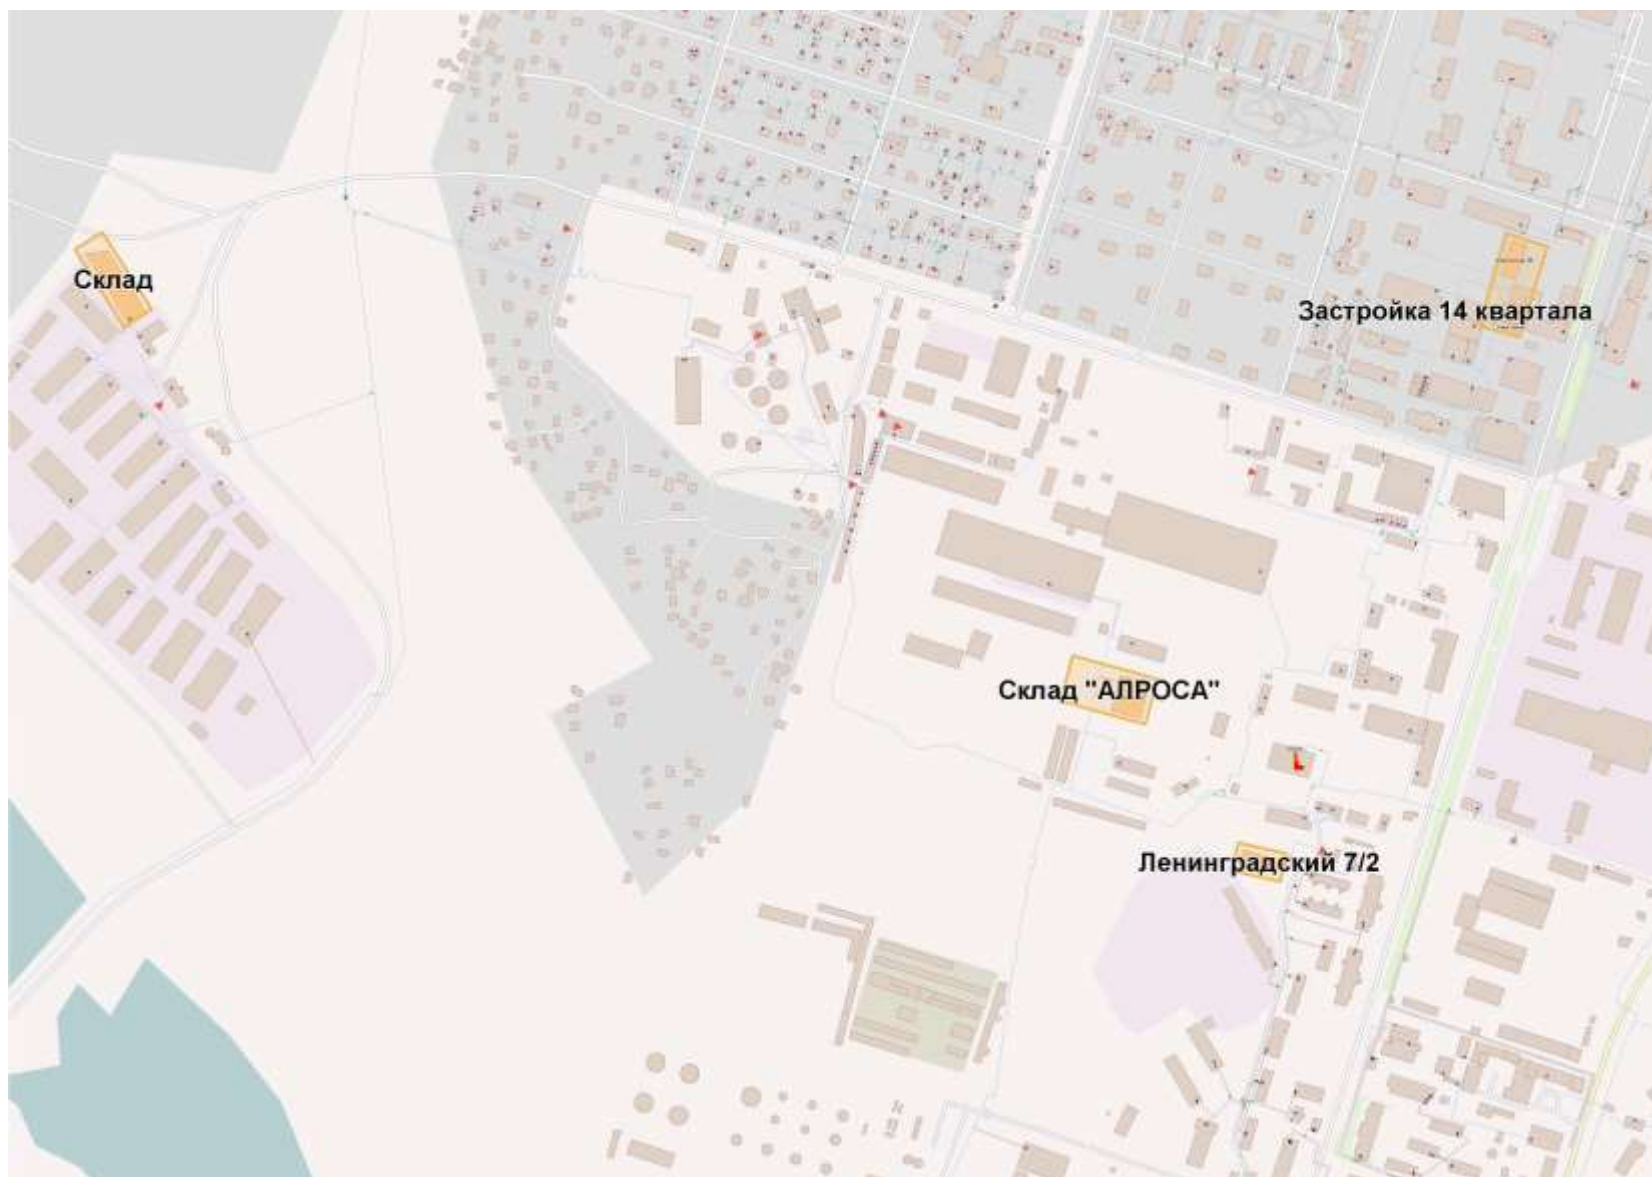 Склад
Застройка 14 квартала
Склад "АЛРОСА"
Ленинградский 7/2